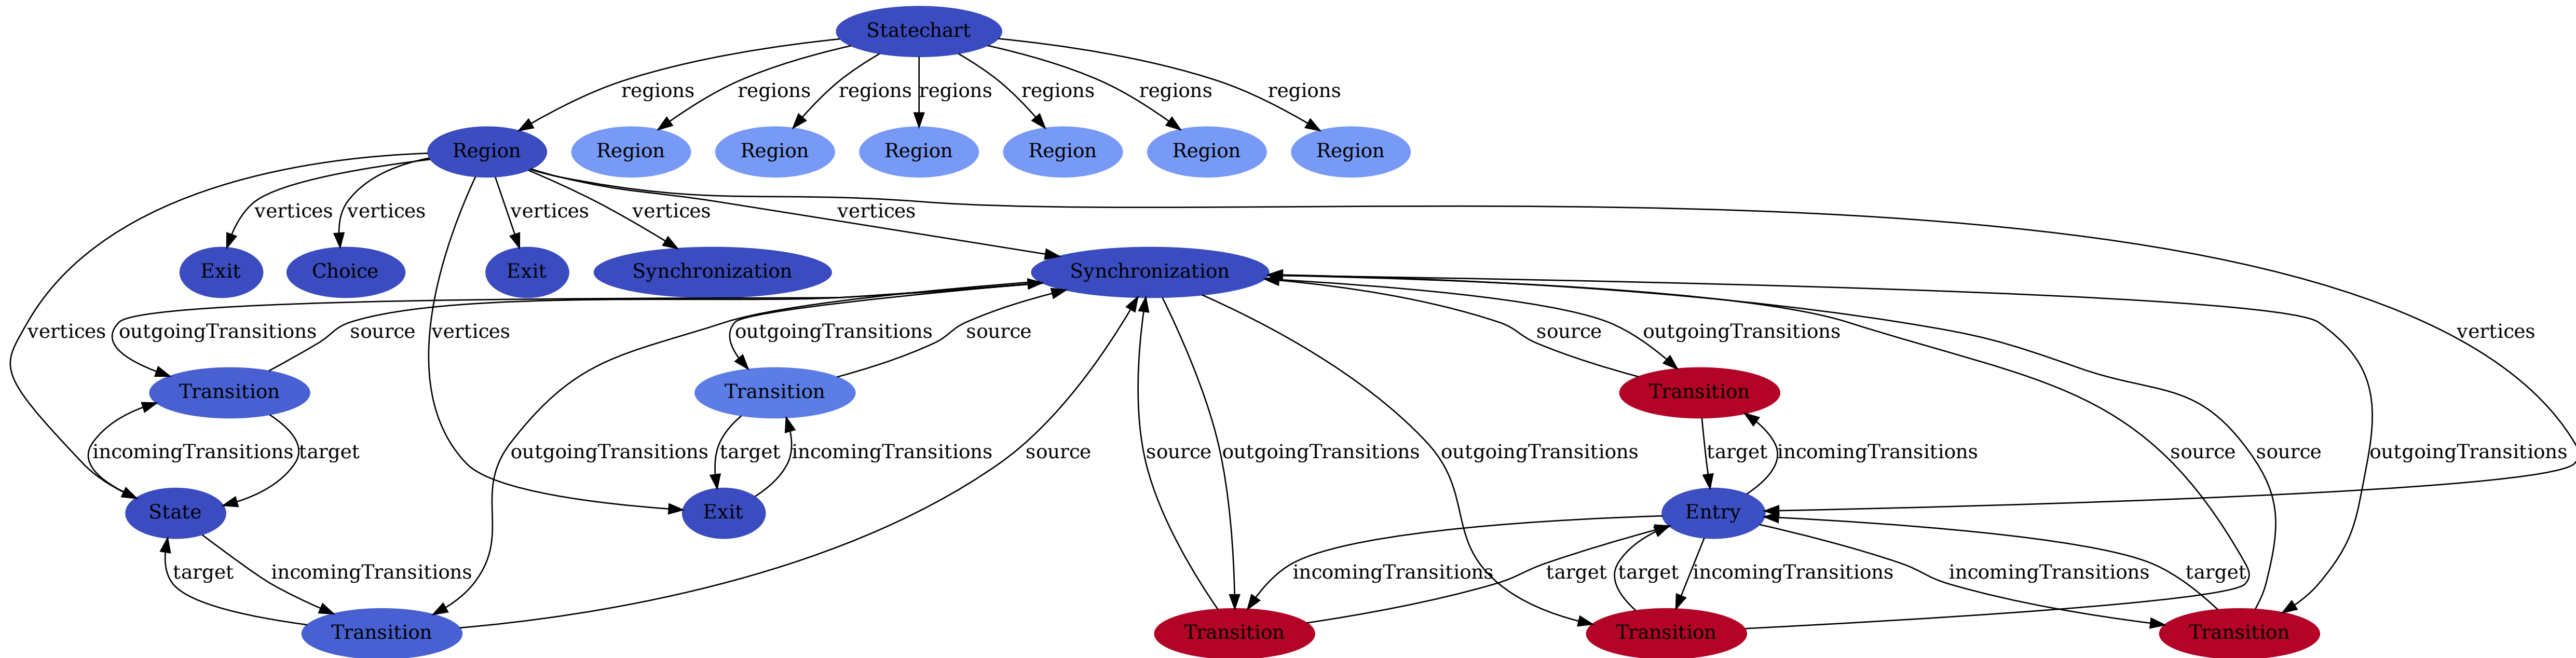 Statechart
regions
regions
regions
regions
regions
regions
regions
Region
Region
Region
Region
Region
Region
Region
vertices
vertices
vertices
vertices
vertices
Exit
Choice
Exit
Synchronization
Synchronization
vertices
outgoingTransitions
source
vertices
outgoingTransitions
source
source
outgoingTransitions
vertices
Transition
Transition
Transition
incomingTransitions
target
outgoingTransitions
target
incomingTransitions
source
source
outgoingTransitions
outgoingTransitions
target
incomingTransitions
source
source
outgoingTransitions
State
Exit
Entry
target
incomingTransitions
incomingTransitions
target
target
incomingTransitions
incomingTransitions
target
Transition
Transition
Transition
Transition